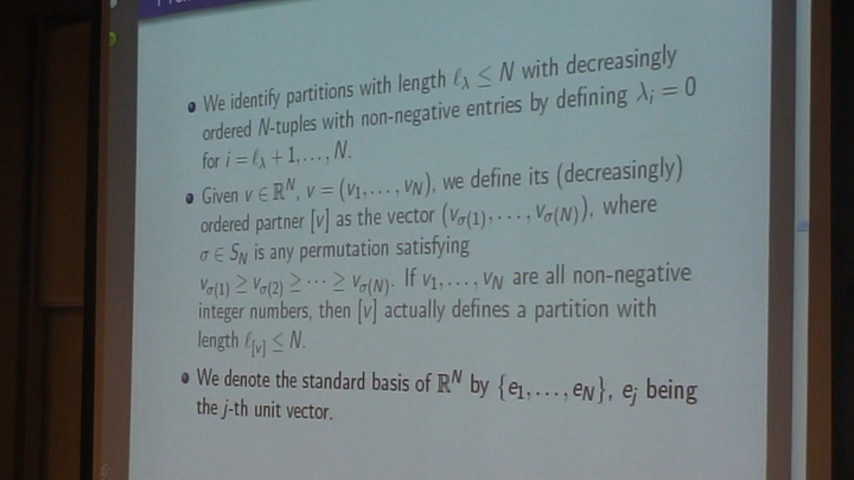 • We identify partitions with length ℓ_λ ≤ N with decreasingly
ordered N-tuples with non-negative entries by defining λ_i = 0
for i = ℓ_λ + 1, . . . , N.
• Given v ∈ ℝ^N, v = (v_1, . . . , v_N), we define its (decreasingly)
ordered partner [v] as the vector (v_σ(1), . . . , v_σ(N)), where
σ ∈ S_N is any permutation satisfying
v_σ(1) ≥ v_σ(2) ≥ · · · ≥ v_σ(N). If v_1, . . . , v_N are all non-negative
integer numbers, then [v] actually defines a partition with
length ℓ_[v] ≤ N.
• We denote the standard basis of ℝ^N by {e_1, . . . , e_N}, e_j being
the j-th unit vector.